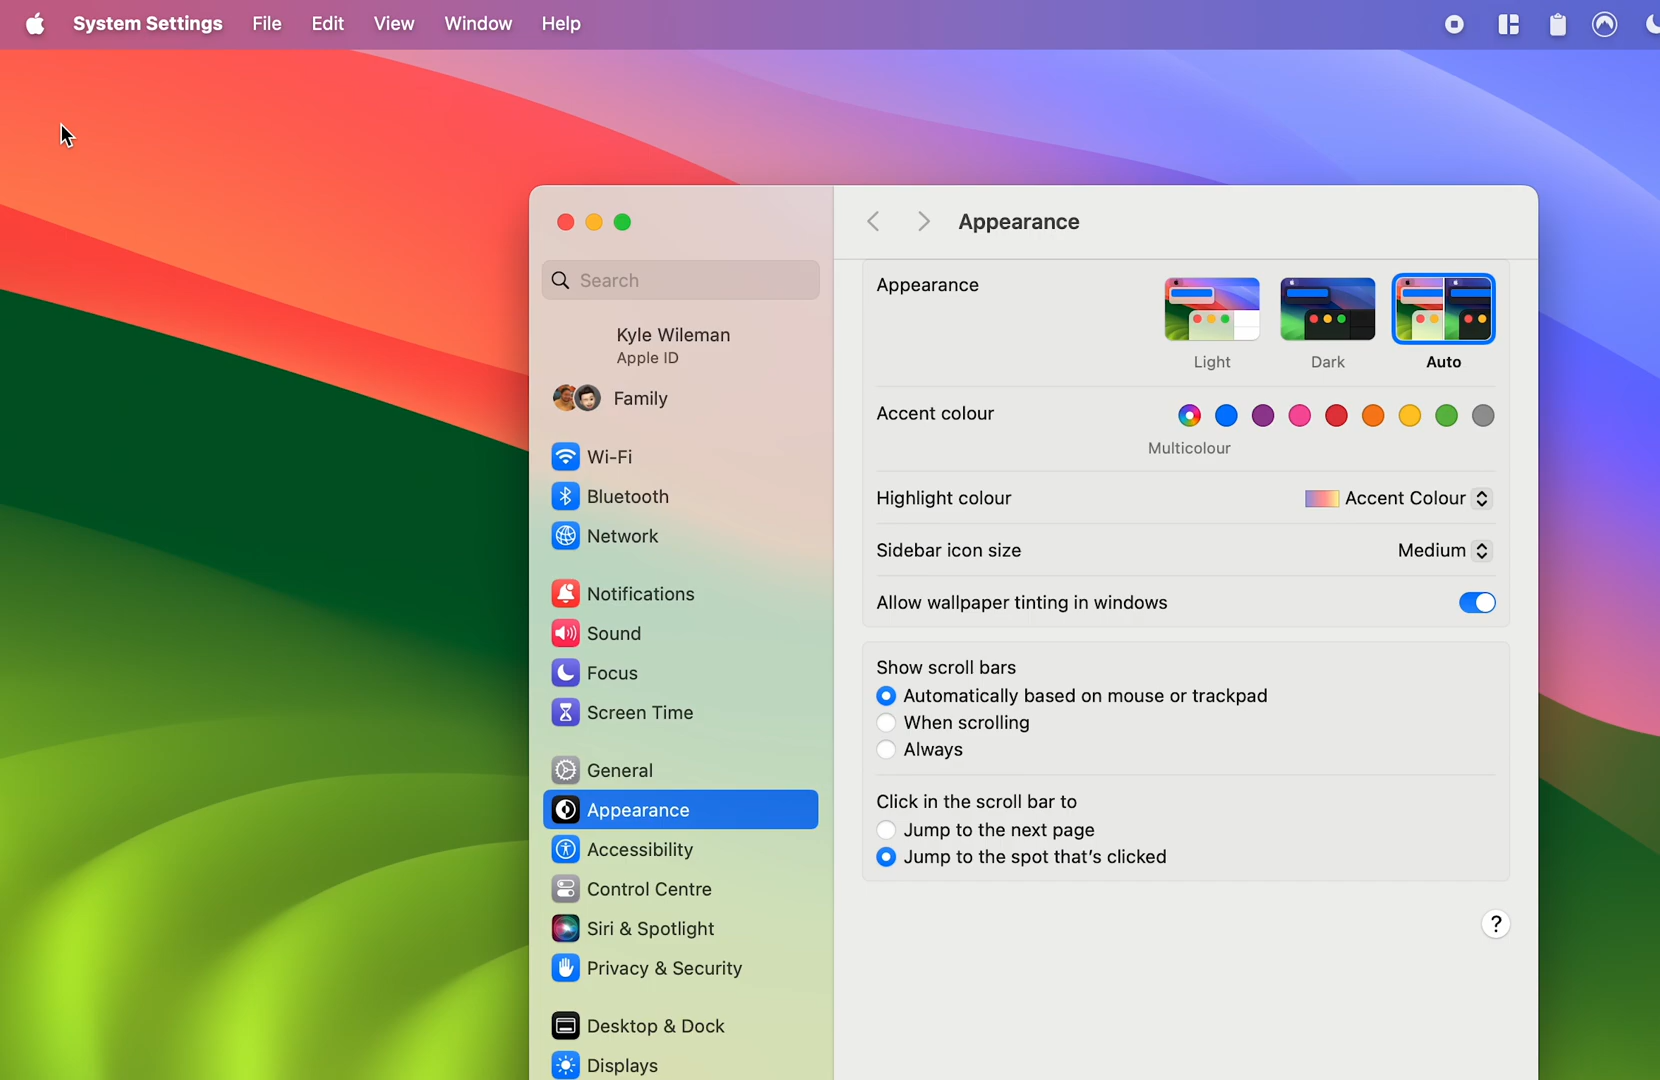 System Settings File Edit View Window Help
Appearance
Search
Kyle Wileman
Apple ID
Family
Wi-Fi
Bluetooth
Network
Notifications
Sound
Focus
Screen Time
General
Appearance
Accessibility
Control Centre
Siri & Spotlight
Privacy & Security
Desktop & Dock
Displays
Appearance
Light Dark Auto
Accent colour
Multicolour
Highlight colour Accent Colour
Sidebar icon size Medium
Allow wallpaper tinting in windows
Show scroll bars
Automatically based on mouse or trackpad
When scrolling
Always
Click in the scroll bar to
Jump to the next page
Jump to the spot that's clicked
?